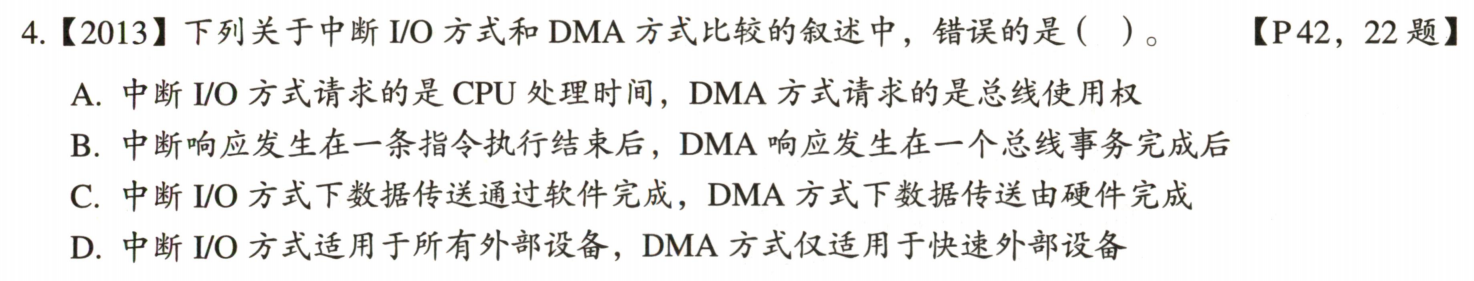 4.【2013】下列关于中断 I/O 方式和 DMA 方式比较的叙述中，错误的是（ ）。 【P42，22 题】
A. 中断 I/O 方式请求的是 CPU 处理时间，DMA 方式请求的是总线使用权
B. 中断响应发生在一条指令执行结束后，DMA 响应发生在一个总线事务完成后
C. 中断 I/O 方式下数据传送通过软件完成，DMA 方式下数据传送由硬件完成
D. 中断 I/O 方式适用于所有外部设备，DMA 方式仅适用于快速外部设备